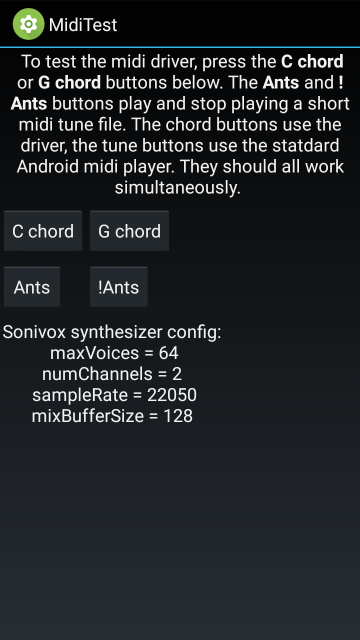 MidiTest
To test the midi driver, press the C chord
or G chord buttons below. The Ants and !
Ants buttons play and stop playing a short
midi tune file. The chord buttons use the
driver, the tune buttons use the statdard
Android midi player. They should all work
simultaneously.
C chord G chord
Ants !Ants
Sonivox synthesizer config:
maxVoices = 64
numChannels = 2
sampleRate = 22050
mixBufferSize = 128